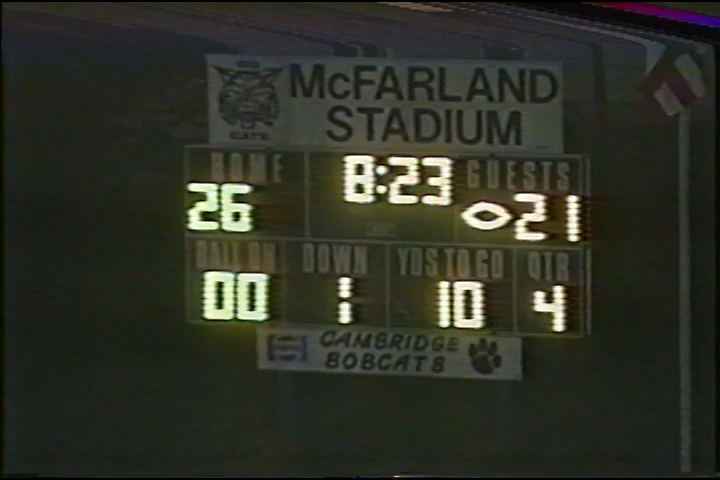 GO
CATS
McFARLAND
STADIUM
HOME 8:23 GUESTS
26 21
BALL ON DOWN YDS TO GO QTR
00 1 10 4
CAMBRIDGE
BOBCATS